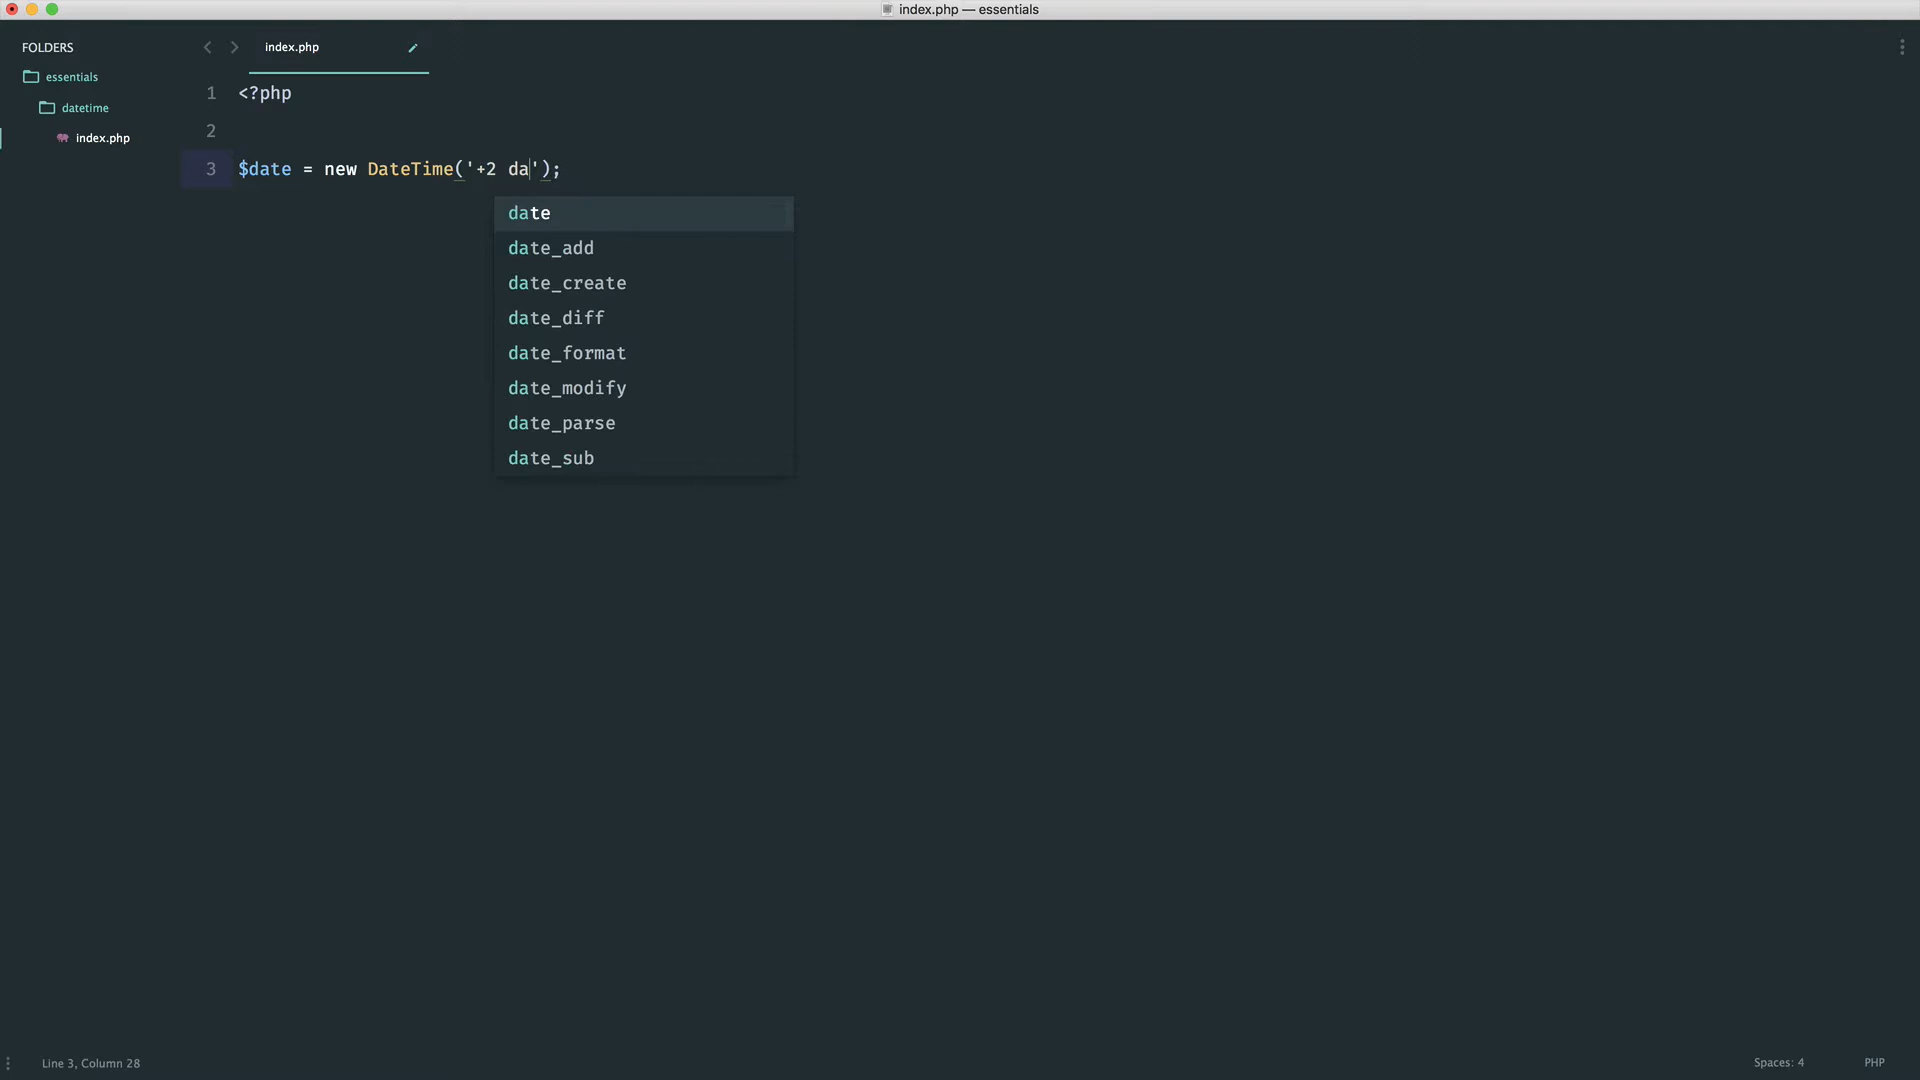 index.php — essentials
FOLDERS
essentials
datetime
index.php
index.php
1 <?php
2
3 $date = new DateTime('+2 da');
date
date_add
date_create
date_diff
date_format
date_modify
date_parse
date_sub
Line 3, Column 28
Spaces: 4
PHP